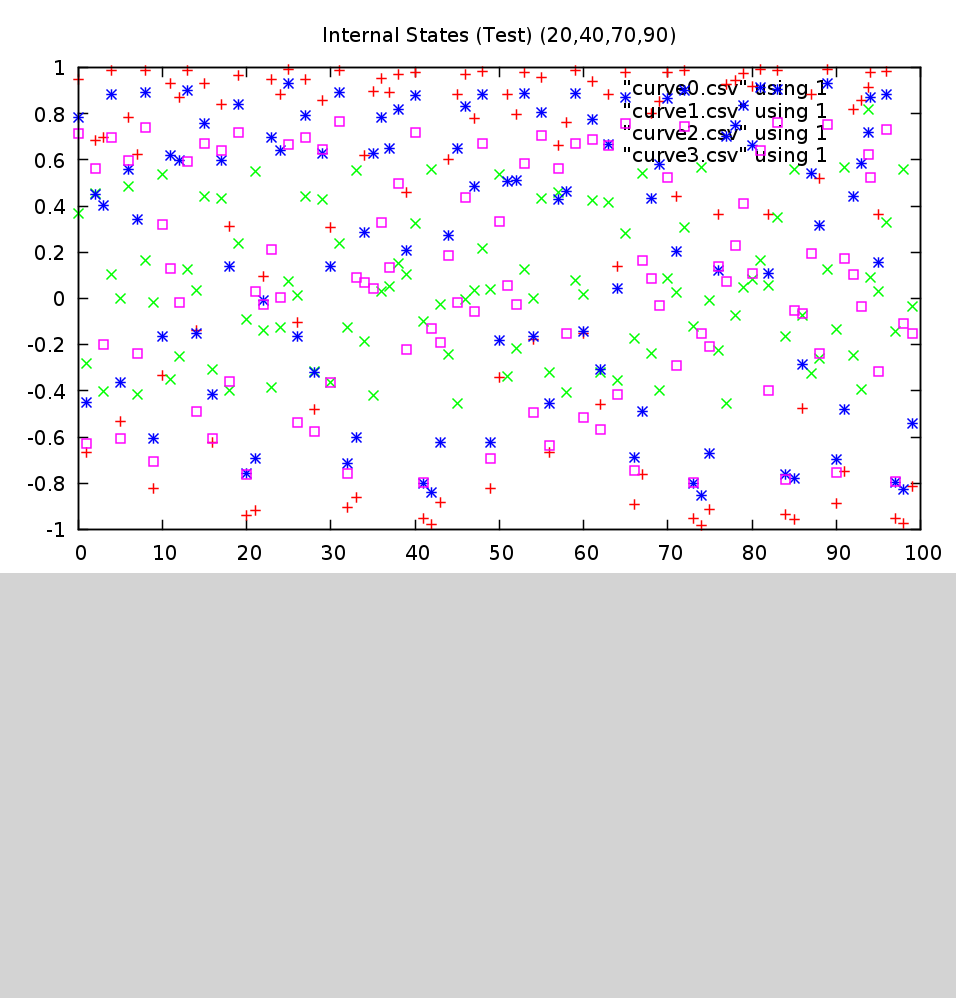 Internal States (Test) (20,40,70,90)
1
"curve0.csv" using 1
0.8
"curve1.csv" using 1
"curve2.csv" using 1
0.6
"curve3.csv" using 1
0.4
0.2
0
-0.2
-0.4
-0.6
-0.8
-1
0 10 20 30 40 50 60 70 80 90 100